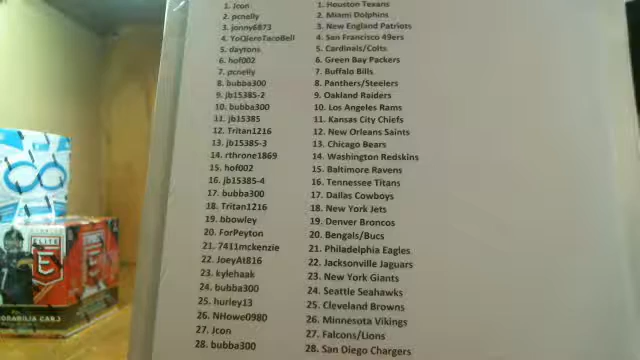 1. Jcon 1. Houston Texans
2. pcnelly 2. Miami Dolphins
3. jonny6873 3. New England Patriots
4. YoQieroTacoBell 4. San Francisco 49ers
5. daytons 5. Cardinals/Colts
6. hof002 6. Green Bay Packers
7. pcnelly 7. Buffalo Bills
8. bubba300 8. Panthers/Steelers
9. jb15385-2 9. Oakland Raiders
10. bubba300 10. Los Angeles Rams
11. jb15385 11. Kansas City Chiefs
12. Tritan1216 12. New Orleans Saints
13. jb15385-3 13. Chicago Bears
14. rthrone1869 14. Washington Redskins
15. hof002 15. Baltimore Ravens
16. jb15385-4 16. Tennessee Titans
17. bubba300 17. Dallas Cowboys
18. Tritan1216 18. New York Jets
19. bbowley 19. Denver Broncos
20. ForPeyton 20. Bengals/Bucs
21. 7411mckenzie 21. Philadelphia Eagles
22. JoeyAt816 22. Jacksonville Jaguars
23. kylehaak 23. New York Giants
24. bubba300 24. Seattle Seahawks
25. hurley13 25. Cleveland Browns
26. NHowe0980 26. Minnesota Vikings
27. Jcon 27. Falcons/Lions
28. bubba300 28. San Diego Chargers
ELITE